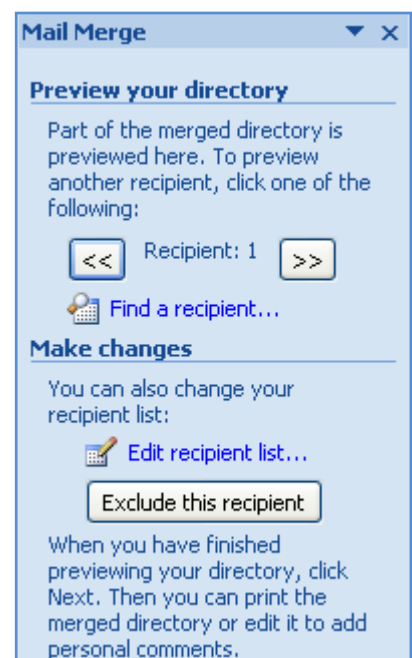 Mail Merge
Preview your directory
Part of the merged directory is
previewed here. To preview
another recipient, click one of the
following:
<< Recipient: 1 >>
Find a recipient...
Make changes
You can also change your
recipient list:
Edit recipient list...
Exclude this recipient
When you have finished
previewing your directory, click
Next. Then you can print the
merged directory or edit it to add
personal comments.